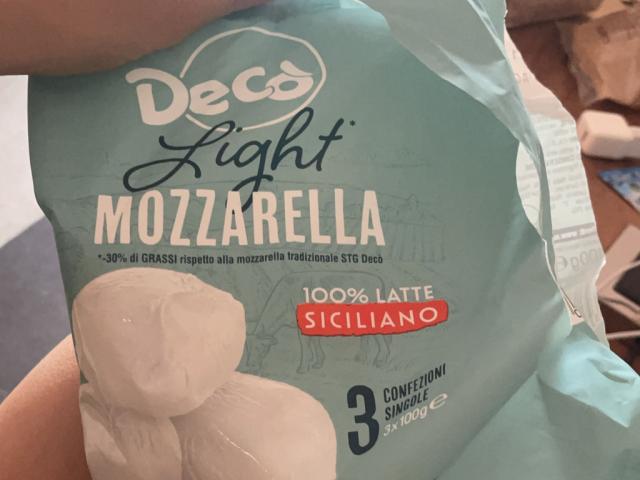 Decò
Light*
MOZZARELLA
*-30% di GRASSI rispetto alla mozzarella tradizionale STG Decò
100% LATTE
SICILIANO
3 CONFEZIONI
SINGOLE
3x100g e
100g e